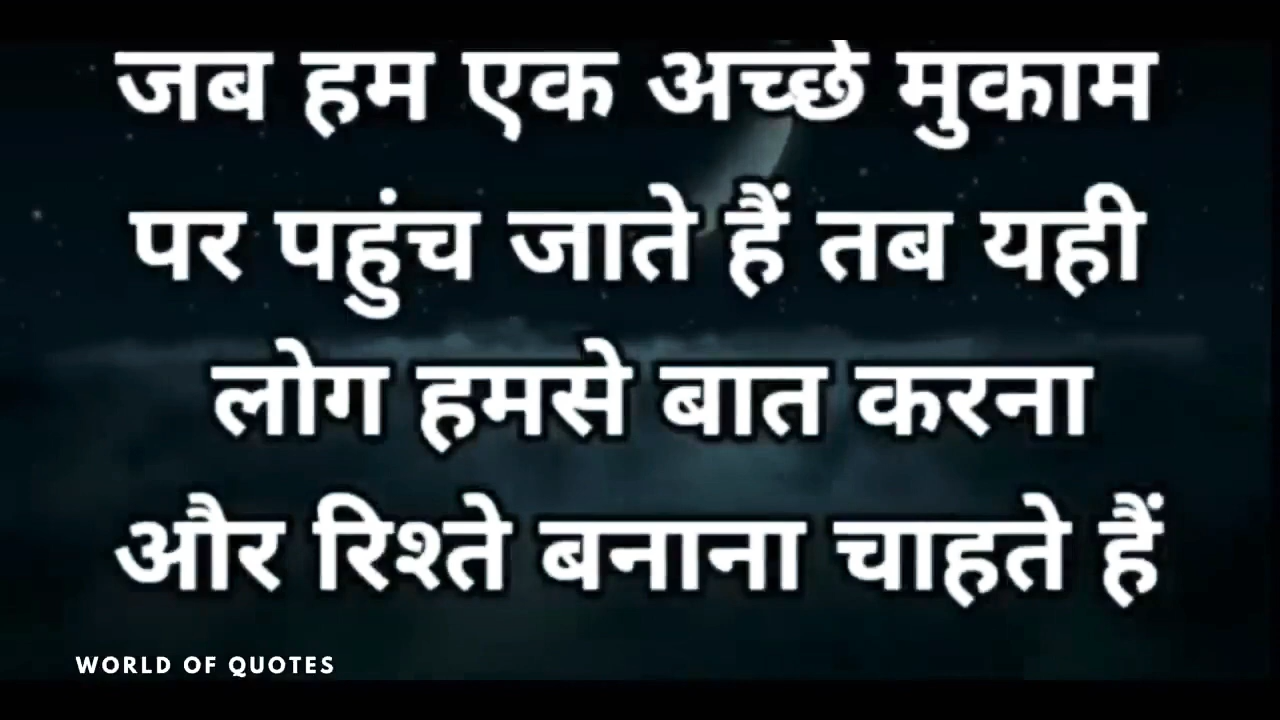 जब हम एक अच्छे मुकाम
पर पहुंच जाते हैं तब यही
लोग हमसे बात करना
और रिश्ते बनाना चाहते हैं
WORLD OF QUOTES